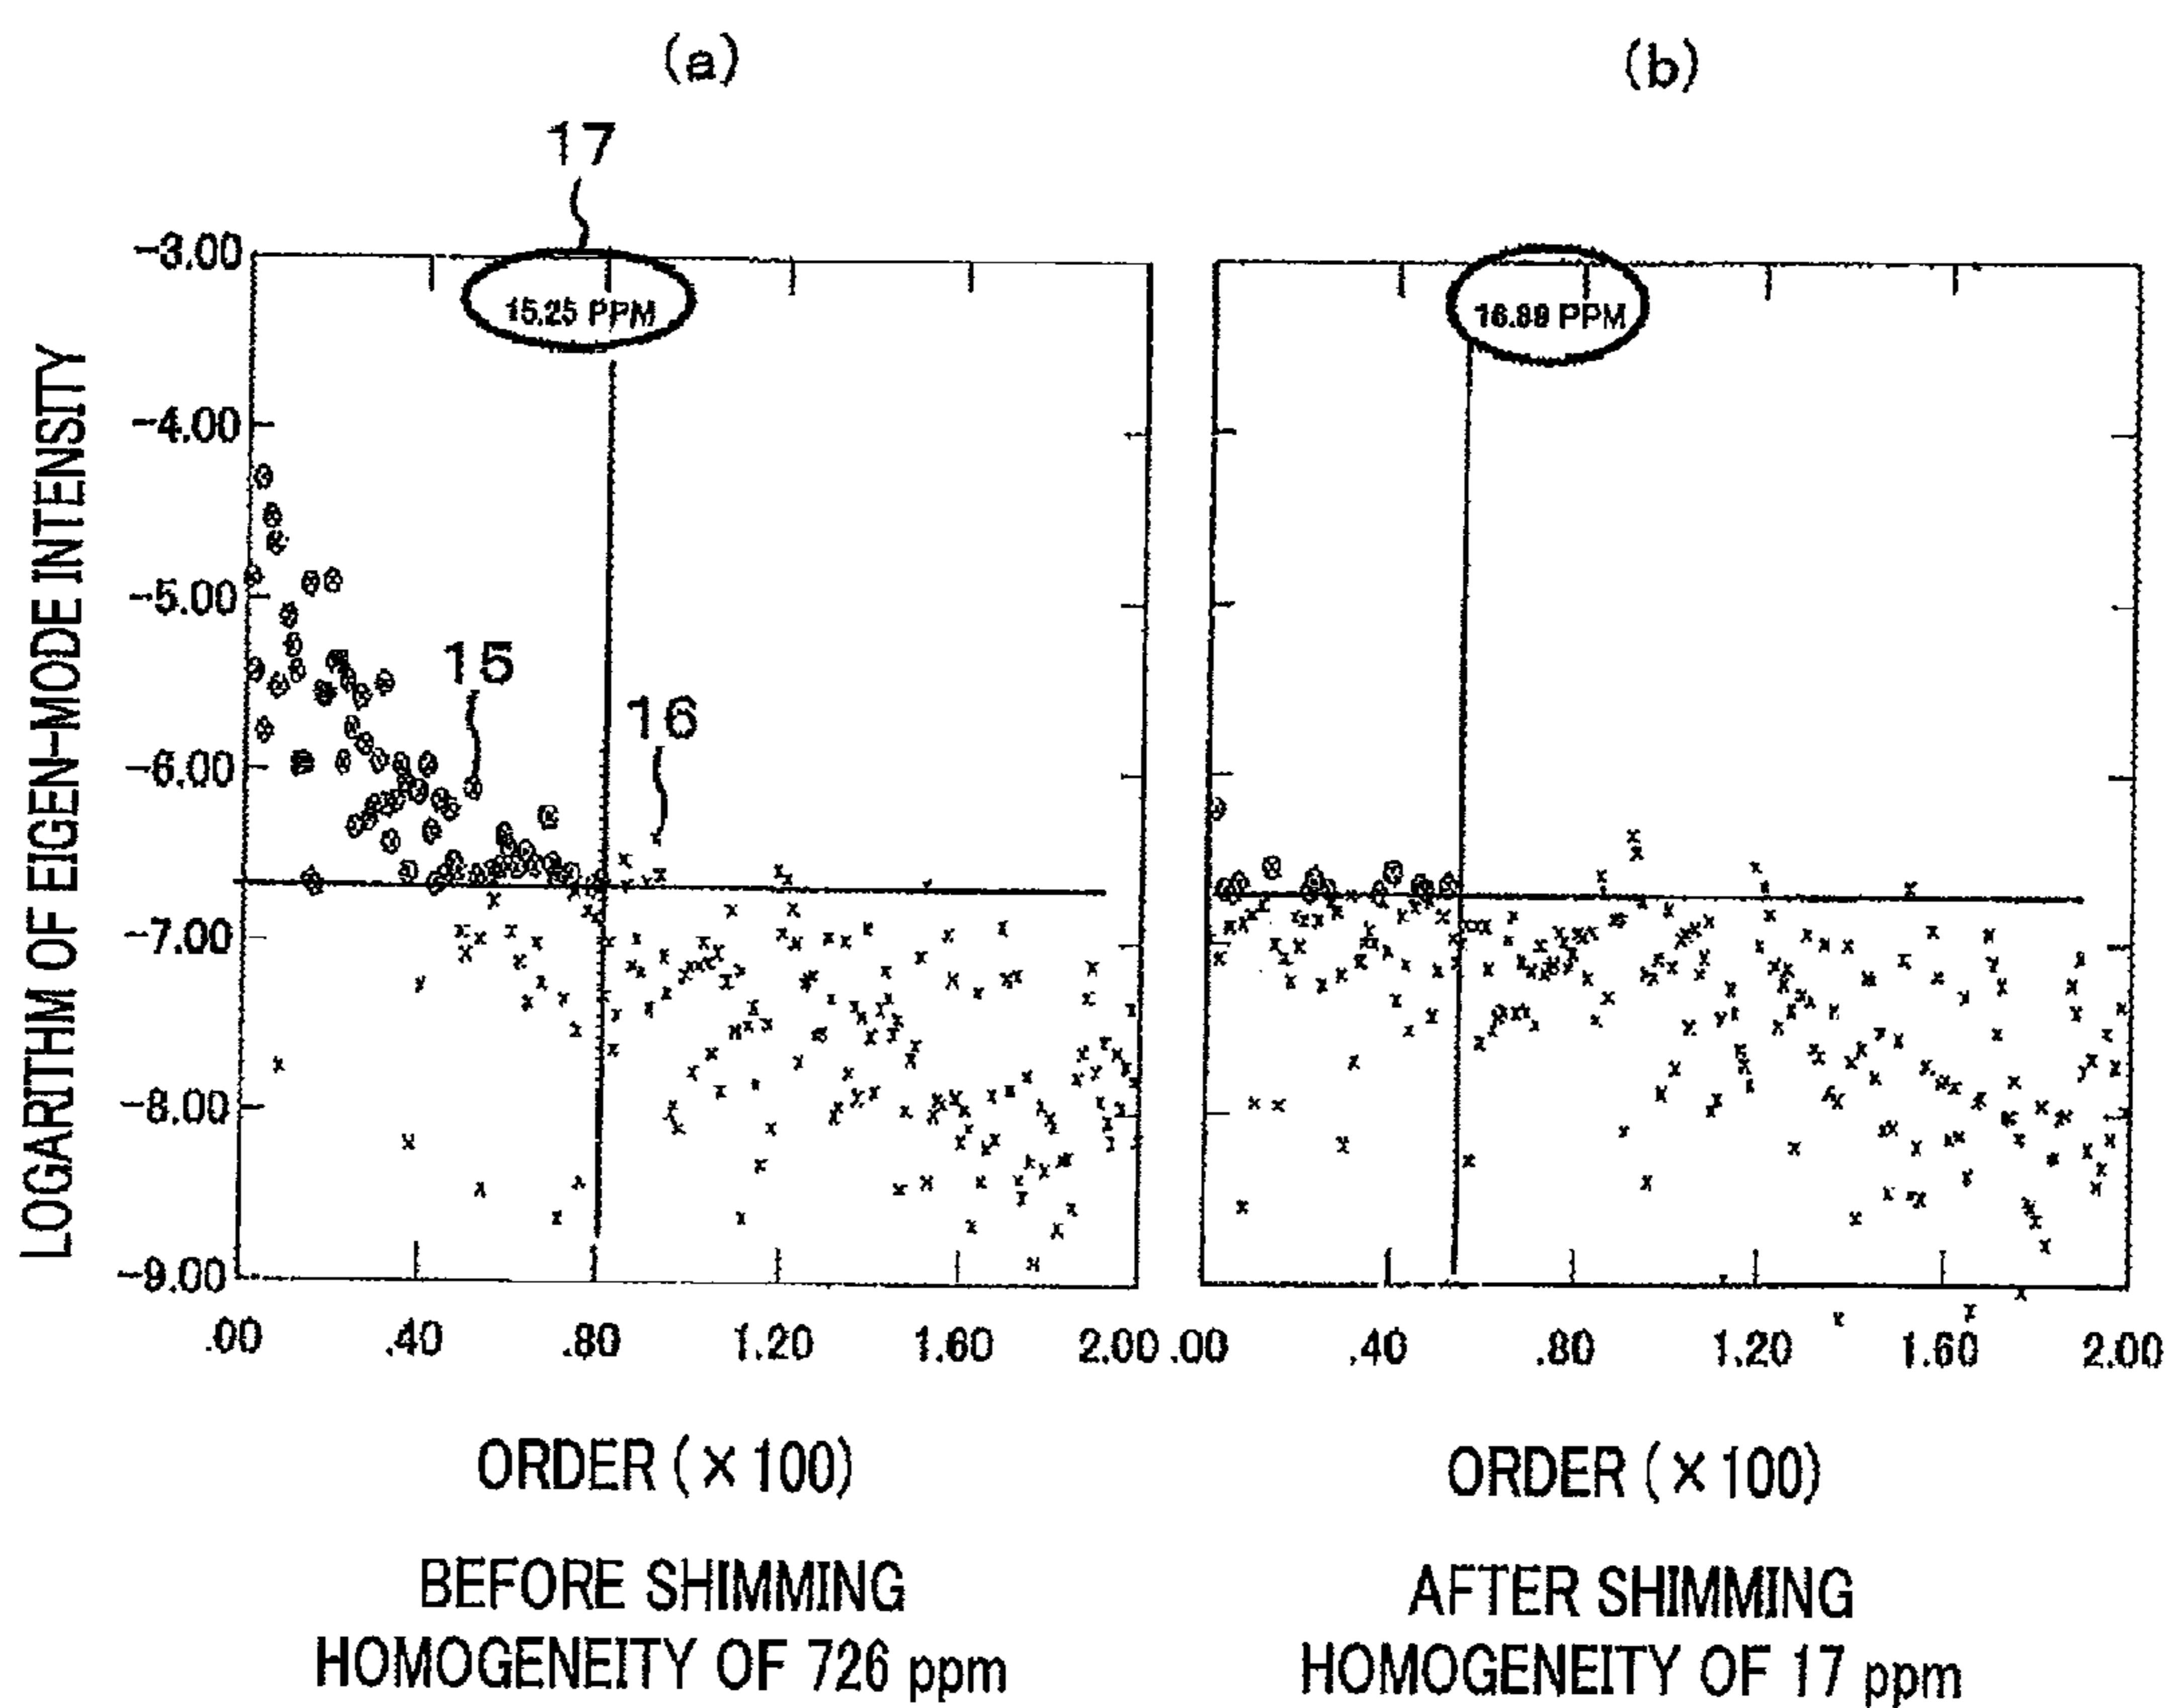 (a)
(b)
17
-3.00
15.25 PPM
16.89 PPM
-4.00
-5.00
15
16
-6.00
-7.00
-8.00
-9.00
LOGARITHM OF EIGEN-MODE INTENSITY
.00 .40 .80 1.20 1.60 2.00
.00 .40 .80 1.20 1.60 2.00
ORDER (×100)
ORDER (×100)
BEFORE SHIMMING
HOMOGENEITY OF 726 ppm
AFTER SHIMMING
HOMOGENEITY OF 17 ppm